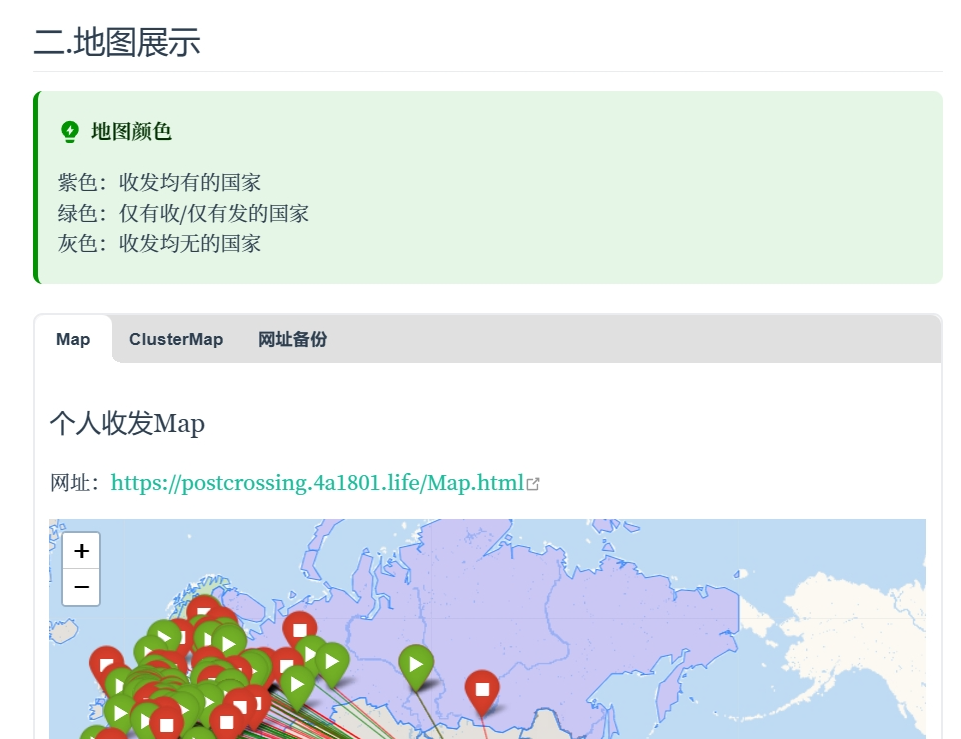 二.地图展示
地图颜色
紫色：收发均有的国家
绿色：仅有收/仅有发的国家
灰色：收发均无的国家
Map ClusterMap 网址备份
个人收发Map
网址：https://postcrossing.4a1801.life/Map.html
+
−